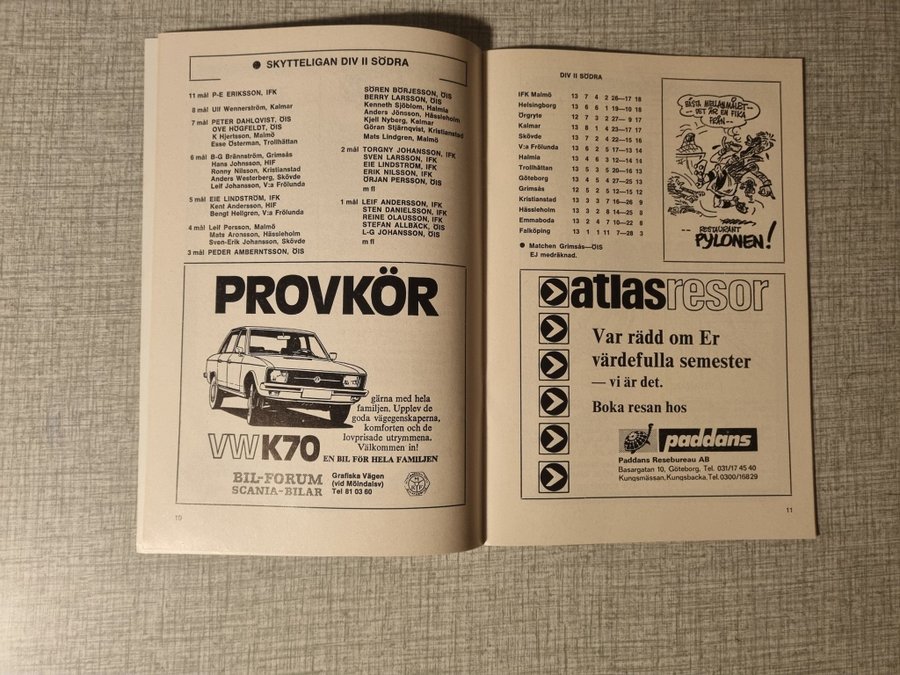 ● SKYTTELIGAN DIV II SÖDRA
11 mål P-E ERIKSSON, IFK
8 mål Ulf Wennerström, Kalmar
7 mål PETER DAHLQVIST, ÖIS
OVE HÖGFELDT, ÖIS
K Hjertsson, Malmö
Esse Österman, Trollhättan
6 mål B-G Brännström, Grimsås
Hans Johnsson, HIF
Ronny Nilson, Kristianstad
Anders Westerberg, Skövde
Leif Johansson, V:a Frölunda
5 mål EIE LINDSTRÖM, IFK
Kent Andersson, HIF
Bengt Hellgren, V:a Frölunda
4 mål Leif Persson, Malmö
Mats Aronsson, Hässleholm
Sven-Erik Johansson, Skövde
3 mål PEDER AMBERNTSSON, ÖIS
SÖREN BÖRJESSON, ÖIS
BERRY LARSSON, ÖIS
Kenneth Sjöblom, Halmia
Anders Jönsson, Hässleholm
Kjell Nyberg, Kalmar
Göran Stjärnqvist, Kristianstad
Mats Lindgren, Malmö
2 mål TORGNY JOHANSSON, IFK
SVEN LARSSON, IFK
EIE LINDSTRÖM, IFK
ERIK NILSSON, IFK
ÖRJAN PERSSON, ÖIS
m fl
1 mål LEIF ANDERSSON, IFK
STEN DANIELSSON, IFK
REINE OLAUSSON, IFK
STEFAN ALLBÄCK, ÖIS
L-G JOHANSSON, ÖIS
m fl
PROVKÖR
gärna med hela
familjen. Upplev de
goda vägegenskaperna,
komforten och de
lovprisade utrymmena.
Välkommen in!
VWK70 EN BIL FÖR HELA FAMILJEN
BIL-FORUM
SCANIA-BILAR
Grafiska Vägen
(vid Mölndalsv)
Tel 81 03 60
10
DIV II SÖDRA
IFK Malmö 13 7 4 2 26—17 18
Helsingborg 13 6 6 1 19—10 18
Örgryte 12 7 3 2 27— 9 17
Kalmar 13 8 1 4 23—17 17
Skövde 13 7 2 4 22—15 16
V:a Frölunda 13 6 2 5 17—13 14
Halmia 13 4 6 3 12—14 14
Trollhättan 13 5 3 5 20—16 13
Göteborg 13 4 5 4 27—25 13
Grimsås 12 5 2 5 12—15 12
Kristianstad 13 3 3 7 16—26 9
Hässleholm 13 3 2 8 14—25 8
Emmaboda 13 2 4 7 10—22 8
Falköping 13 1 1 11 7—28 3
● Matchen Grimsås—ÖIS
EJ medräknad.
BÄSTA MELLANMÅLET --
-- DET ÄR EN FIKA
FRÅN --
-- RESTAURANT
PYLONEN!
atlasresor
Var rädd om Er
värdefulla semester
— vi är det.
Boka resan hos
paddans
Paddans Resebureau AB
Basargatan 10, Göteborg. Tel. 031/17 45 40
Kungsmässan, Kungsbacka, Tel. 0300/168 29
11